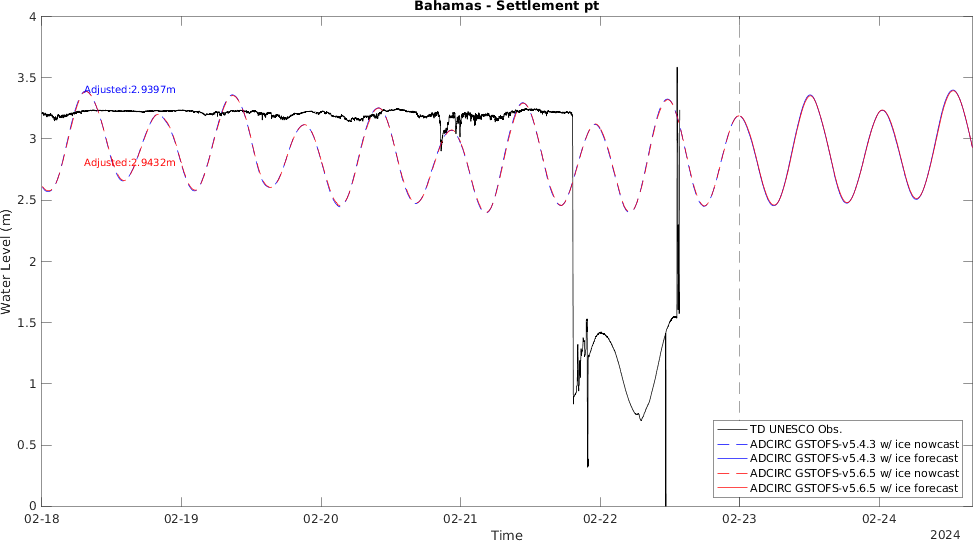 Bahamas - Settlement pt
4
3.5
3
2.5
2
1.5
1
0.5
0
Water Level (m)
Adjusted:2.9397m
Adjusted:2.9432m
TD UNESCO Obs.
ADCIRC GSTOFS-v5.4.3 w/ ice nowcast
ADCIRC GSTOFS-v5.4.3 w/ ice forecast
ADCIRC GSTOFS-v5.6.5 w/ ice nowcast
ADCIRC GSTOFS-v5.6.5 w/ ice forecast
02-18 02-19 02-20 02-21 02-22 02-23 02-24
Time
2024